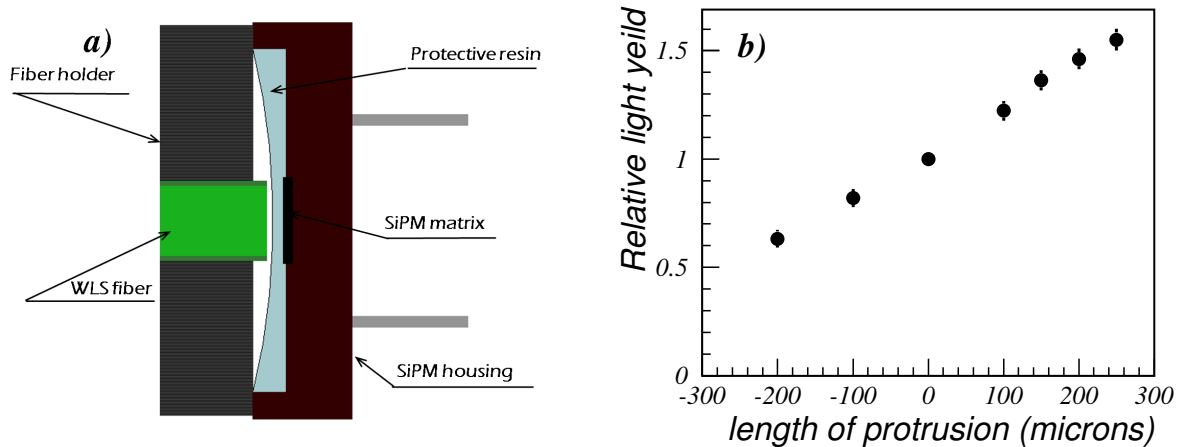 a)
Fiber holder
Protective resin
SiPM matrix
WLS fiber
SiPM housing
b)
Relative light yeild
1.5
1
0.5
0
-300 -200 -100 0 100 200 300
length of protrusion (microns)